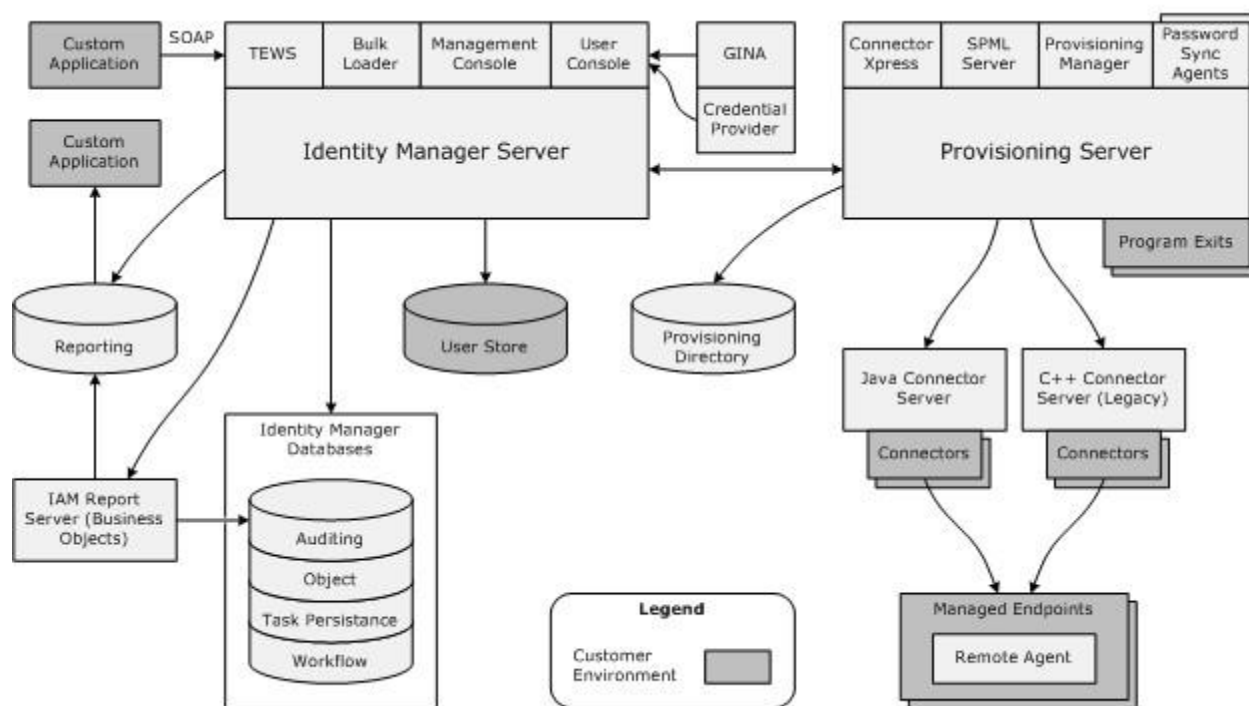 Custom
Application
SOAP
TEWS
Bulk
Loader
Management
Console
User
Console
GINA
Credential
Provider
Connector
Xpress
SPML
Server
Provisioning
Manager
Password
Sync
Agents
Custom
Application
Identity Manager Server
Provisioning Server
Program Exits
Reporting
User Store
Provisioning
Directory
Java Connector
Server
C++ Connector
Server (Legacy)
Connectors
Connectors
Identity Manager
Databases
IAM Report
Server (Business
Objects)
Auditing
Object
Task Persistance
Workflow
Legend
Customer
Environment
Managed Endpoints
Remote Agent